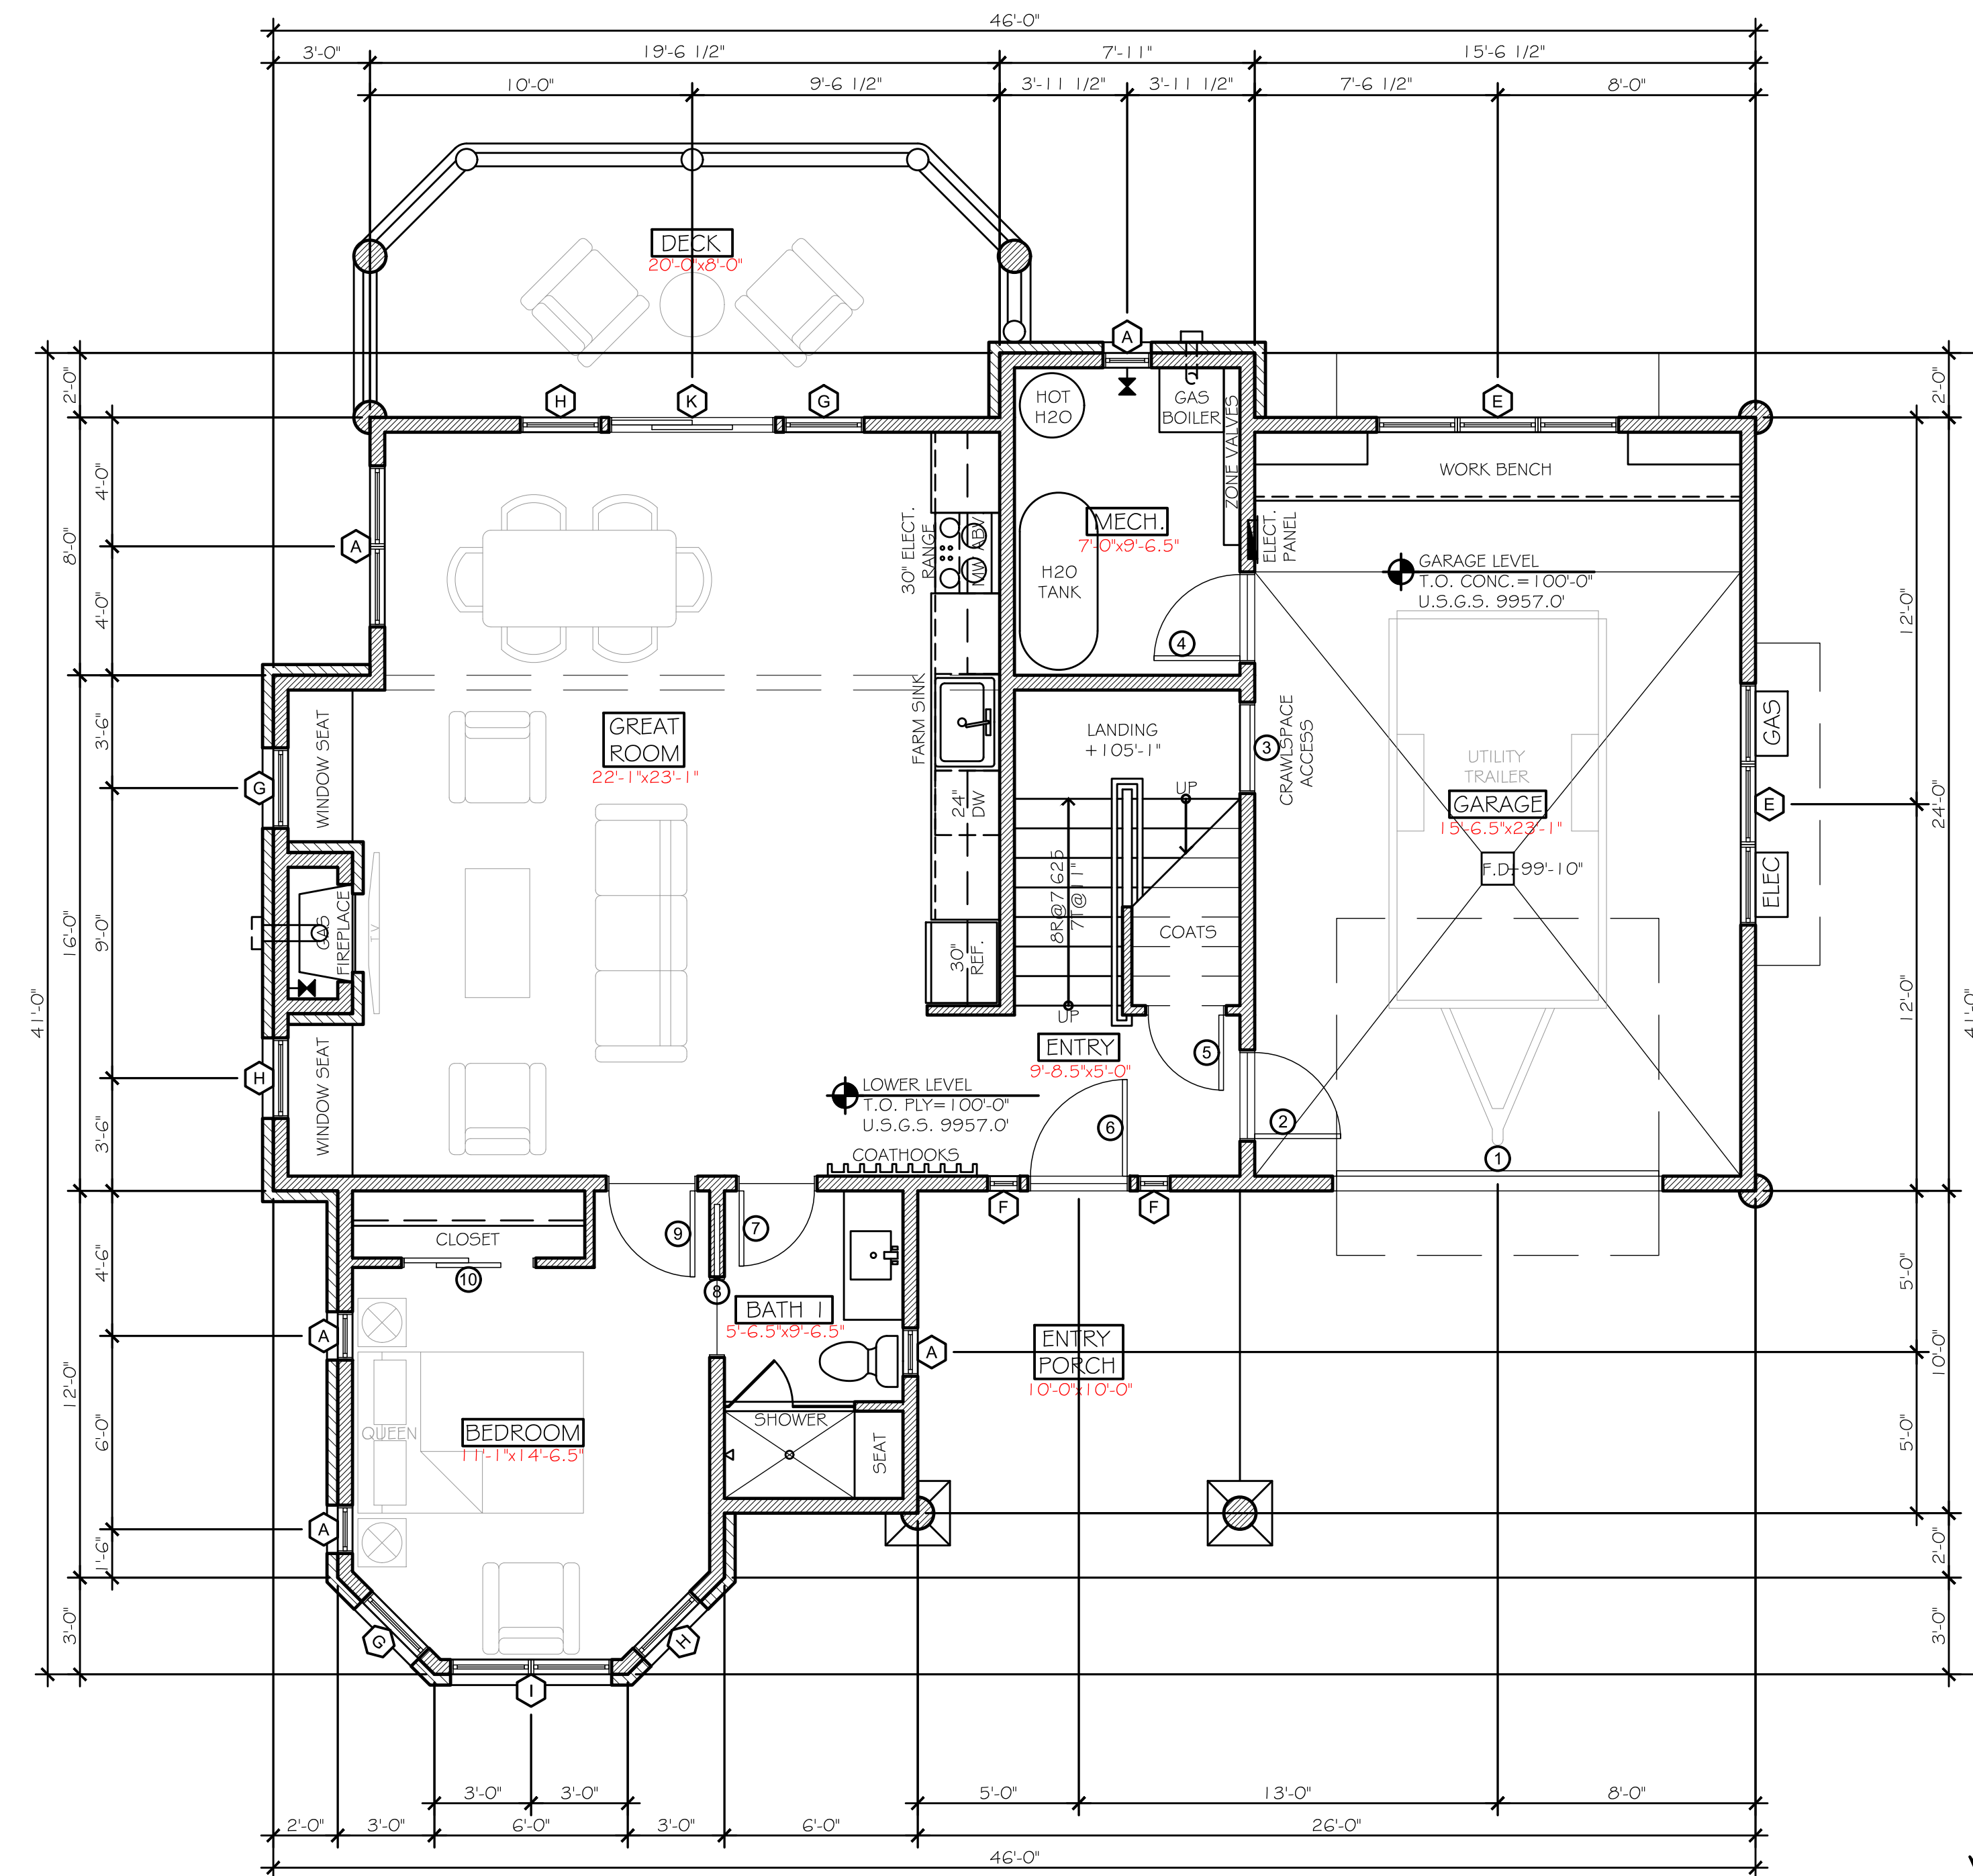 46'-0"
3'-0"
19'-6 1/2"
7'-11"
15'-6 1/2"
10'-0"
9'-6 1/2"
3'-11 1/2"
3'-11 1/2"
7'-6 1/2"
8'-0"
DECK
20'-0"x8'-0"
A
H
K
G
E
HOT
H2O
GAS
BOILER
ZONE VALVES
WORK BENCH
2'-0"
2'-0"
4'-0"
8'-0"
4'-0"
A
30" ELECT.
RANGE
MW ABV
MECH.
7'-0"x9'-6.5"
ELECT.
PANEL
H2O
TANK
4
GARAGE LEVEL
T.O. CONC.=100'-0"
U.S.G.S. 9957.0'
12'-0"
24'-0"
3'-6"
WINDOW SEAT
G
GREAT
ROOM
22'-1"x23'-1"
FARM SINK
24"
DW
LANDING
+105'-1"
UP
3
CRAWLSPACE
ACCESS
UTILITY
TRAILER
GARAGE
15'-6.5"x23'-1"
F.D.=99'-10"
GAS
E
ELEC
41'-0"
16'-0"
9'-0"
GAS
FIREPLACE
TV
30"
REF.
8R@7.625
7T@11"
UP
COATS
12'-0"
41'-0"
ENTRY
9'-8.5"x5'-0"
5
H
3'-6"
WINDOW SEAT
LOWER LEVEL
T.O. PLY=100'-0"
U.S.G.S. 9957.0'
COATHOOKS
6
2
1
F
F
4'-6"
CLOSET
10
9
7
8
5'-0"
10'-0"
12'-0"
A
BATH 1
5'-6.5"x9'-6.5"
A
ENTRY
PORCH
10'-0"x10'-0"
6'-0"
QUEEN
BEDROOM
11'-1"x14'-6.5"
SHOWER
SEAT
5'-0"
A
1'-6"
2'-0"
3'-0"
G
H
I
3'-0"
3'-0"
3'-0"
5'-0"
13'-0"
8'-0"
2'-0"
3'-0"
6'-0"
3'-0"
6'-0"
26'-0"
46'-0"